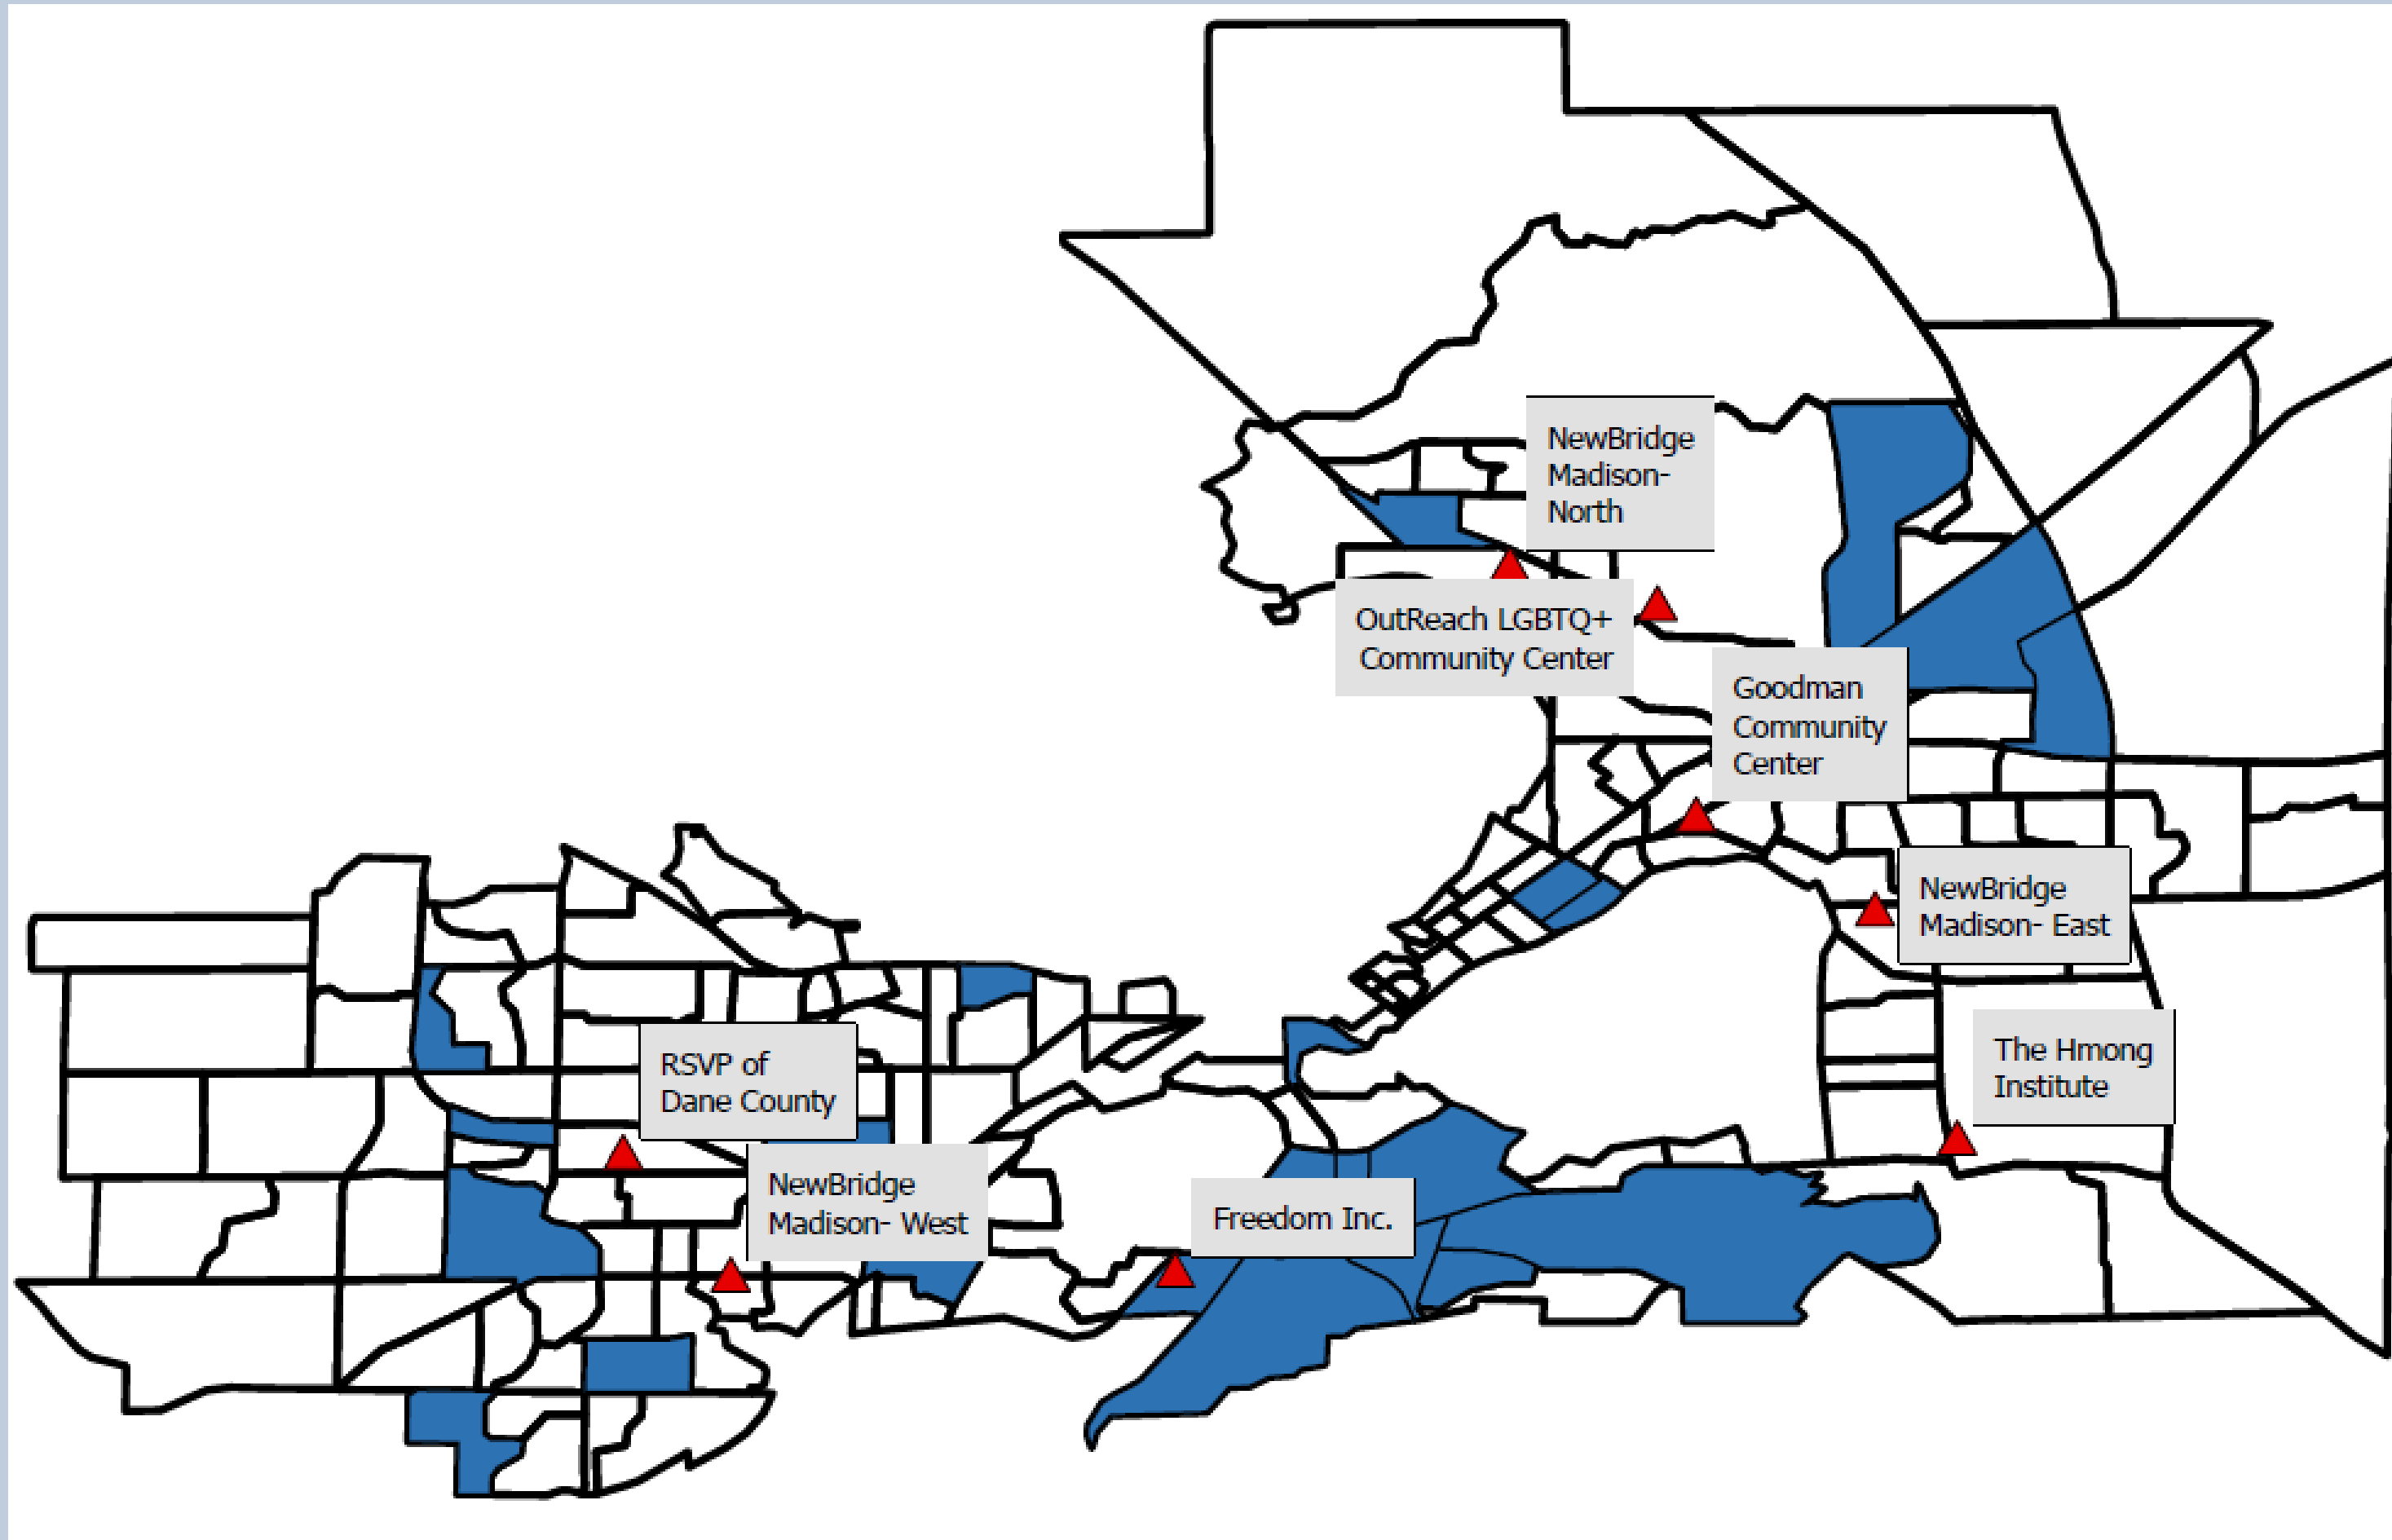 NewBridge
Madison-
North
OutReach LGBTQ+
Community Center
Goodman
Community
Center
NewBridge
Madison- East
The Hmong
Institute
RSVP of
Dane County
NewBridge
Madison- West
Freedom Inc.